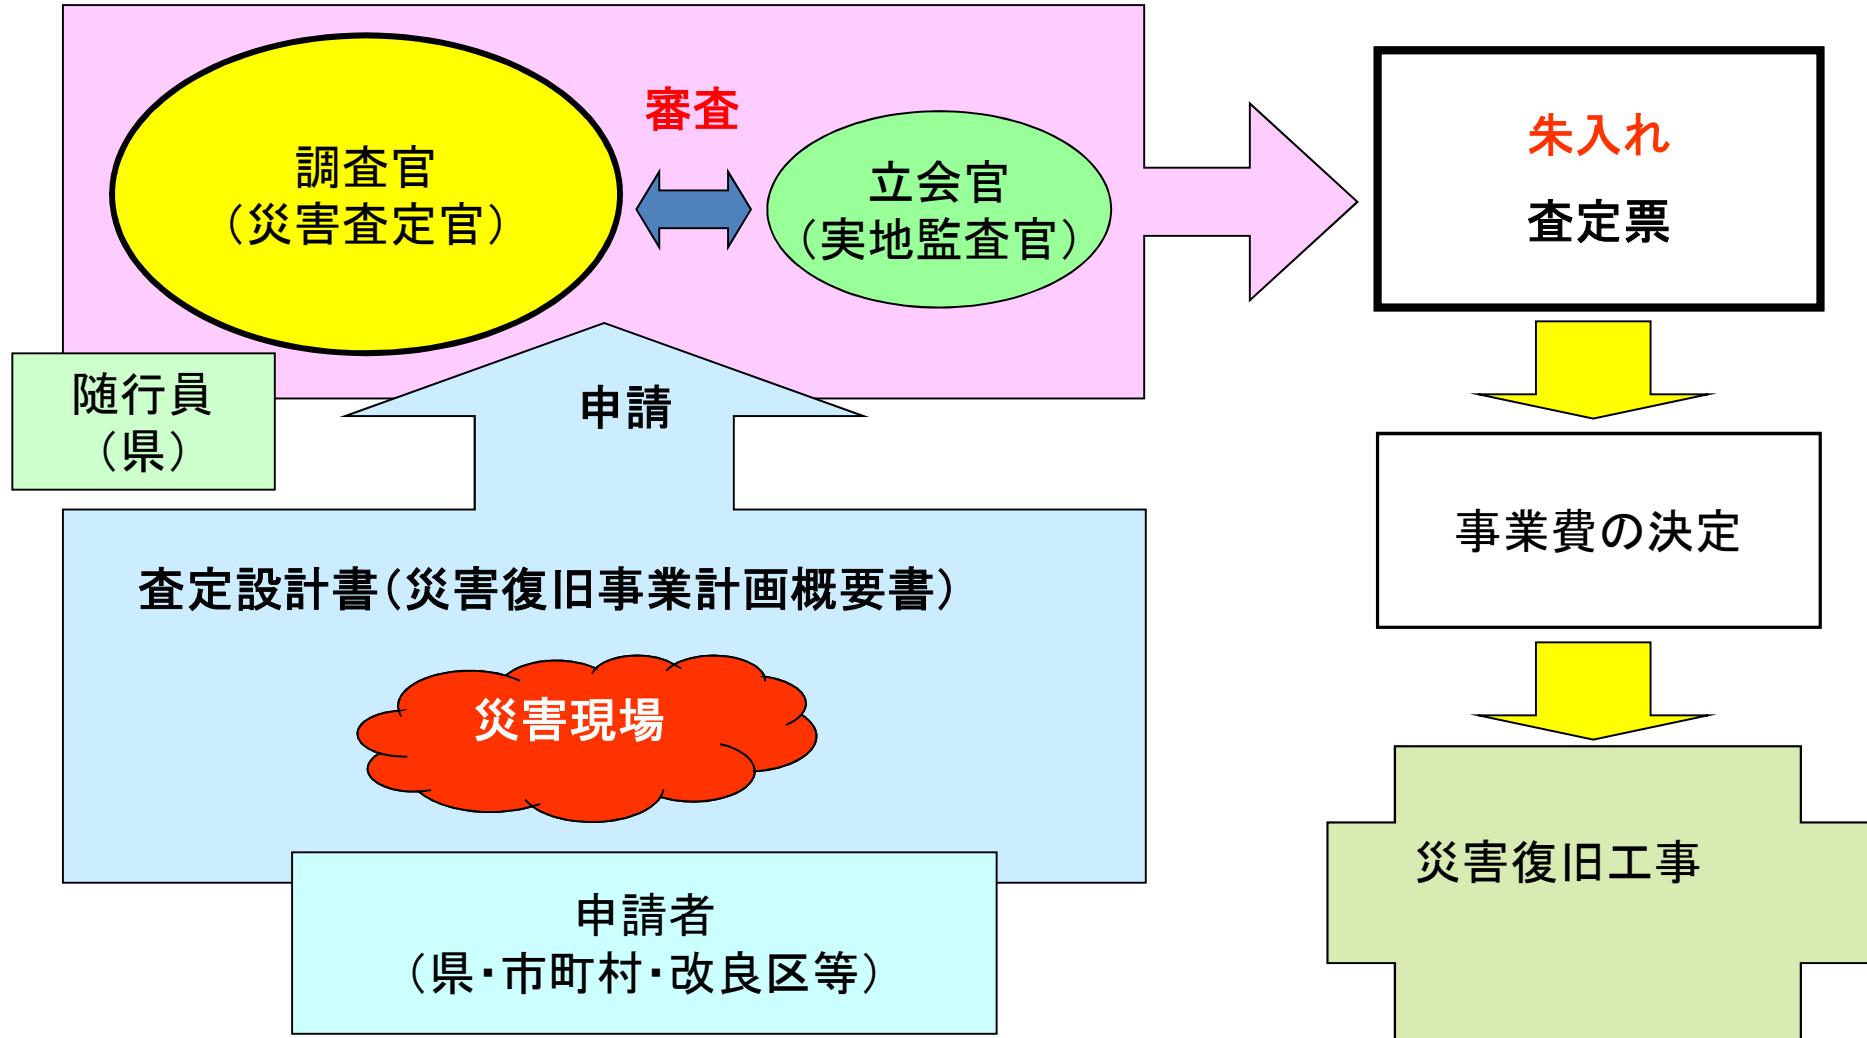 審査
調査官
（災害査定官）
立会官
（実地監査官）
随行員
（県）
申請
査定設計書（災害復旧事業計画概要書）
災害現場
申請者
（県・市町村・改良区等）
朱入れ
査定票
事業費の決定
災害復旧工事